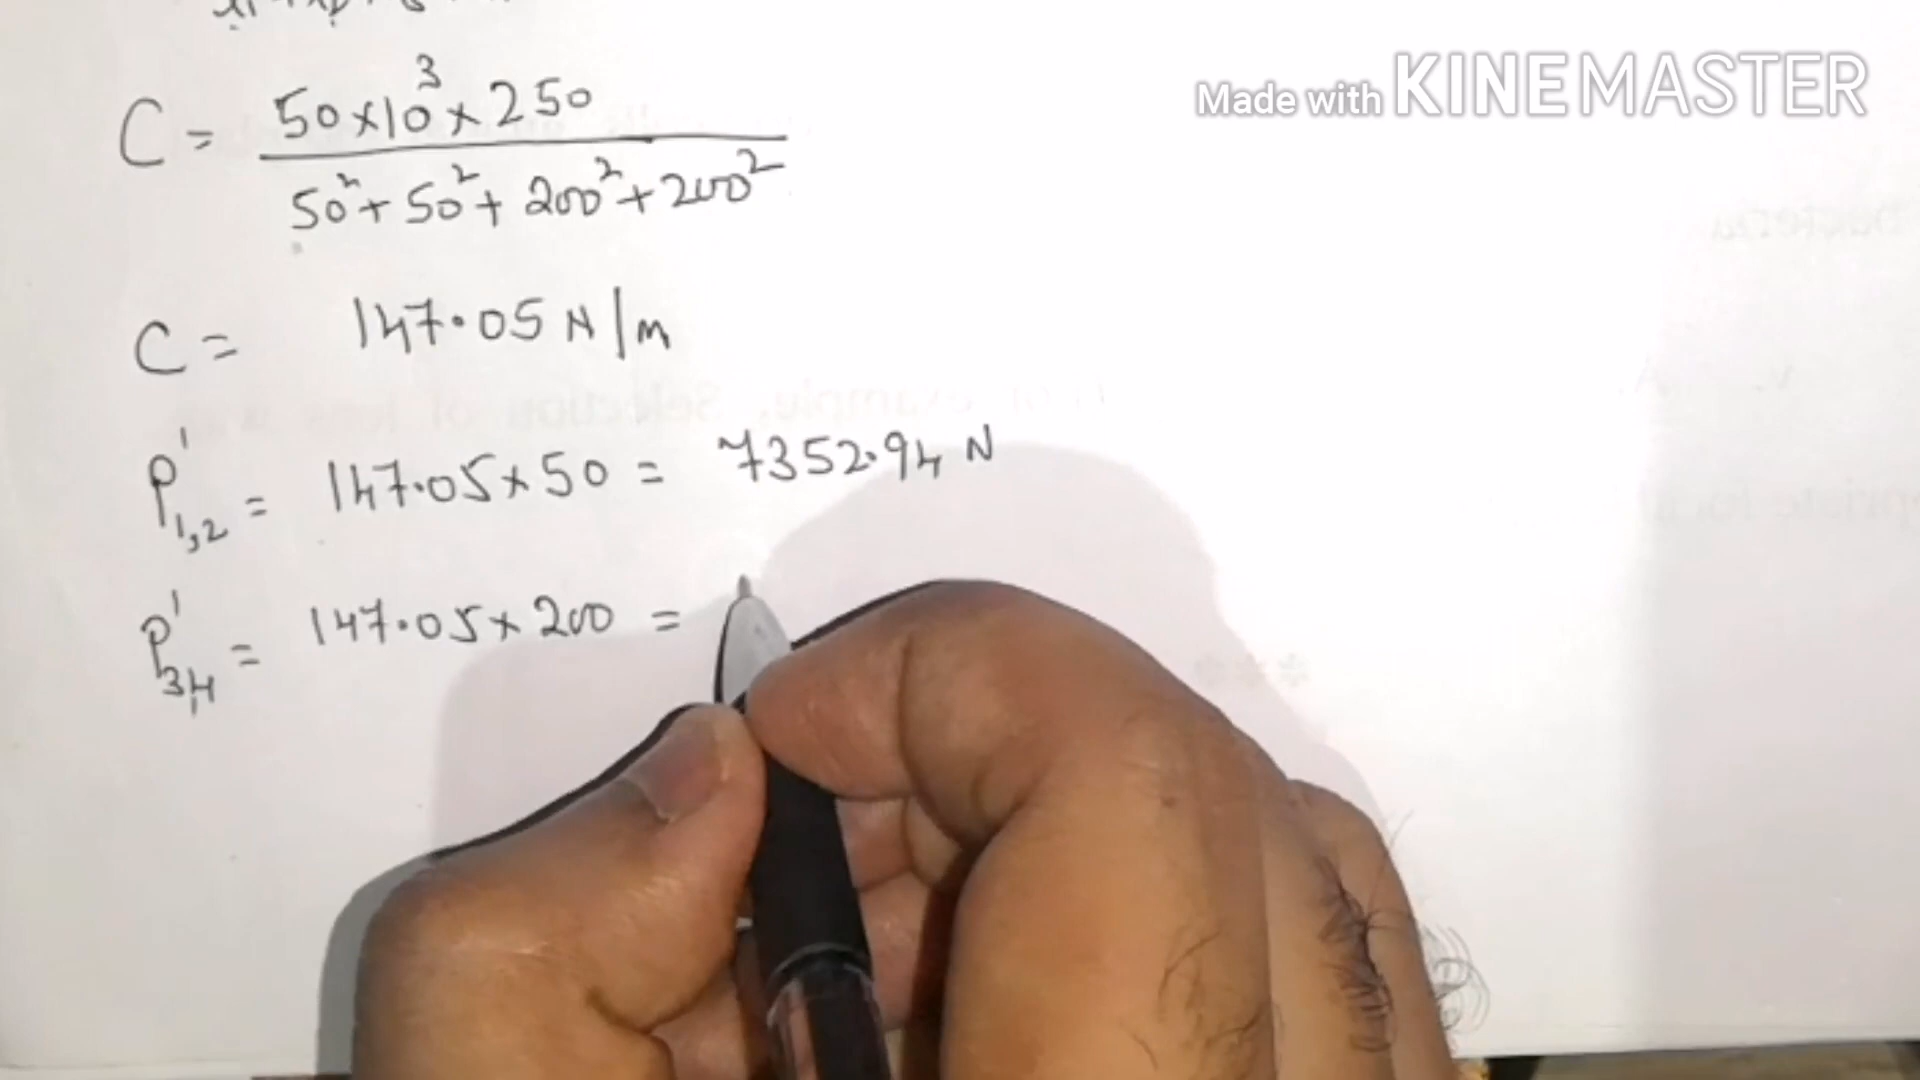 Made with KINEMASTER
C = 50×10³×250 / 50²+50²+200²+200²
C = 147.05 N/m
P'1,2 = 147.05×50 = 7352.94 N
P'3,4 = 147.05×200 =